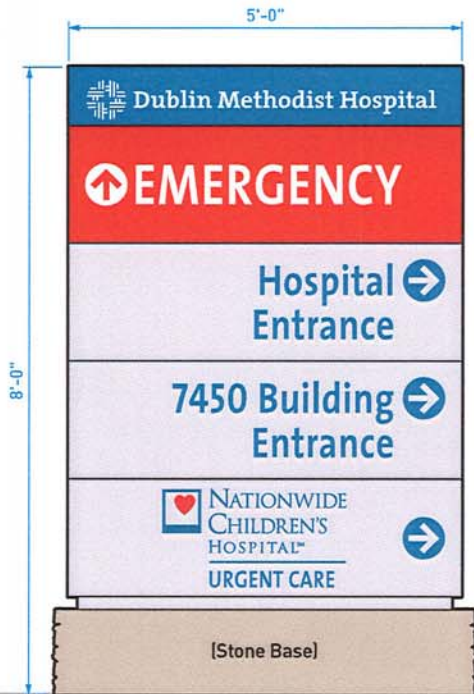 5'-0"
8'-0"
Dublin Methodist Hospital
EMERGENCY
Hospital
Entrance
7450 Building
Entrance
NATIONWIDE
CHILDREN'S
HOSPITAL℠
URGENT CARE
[Stone Base]